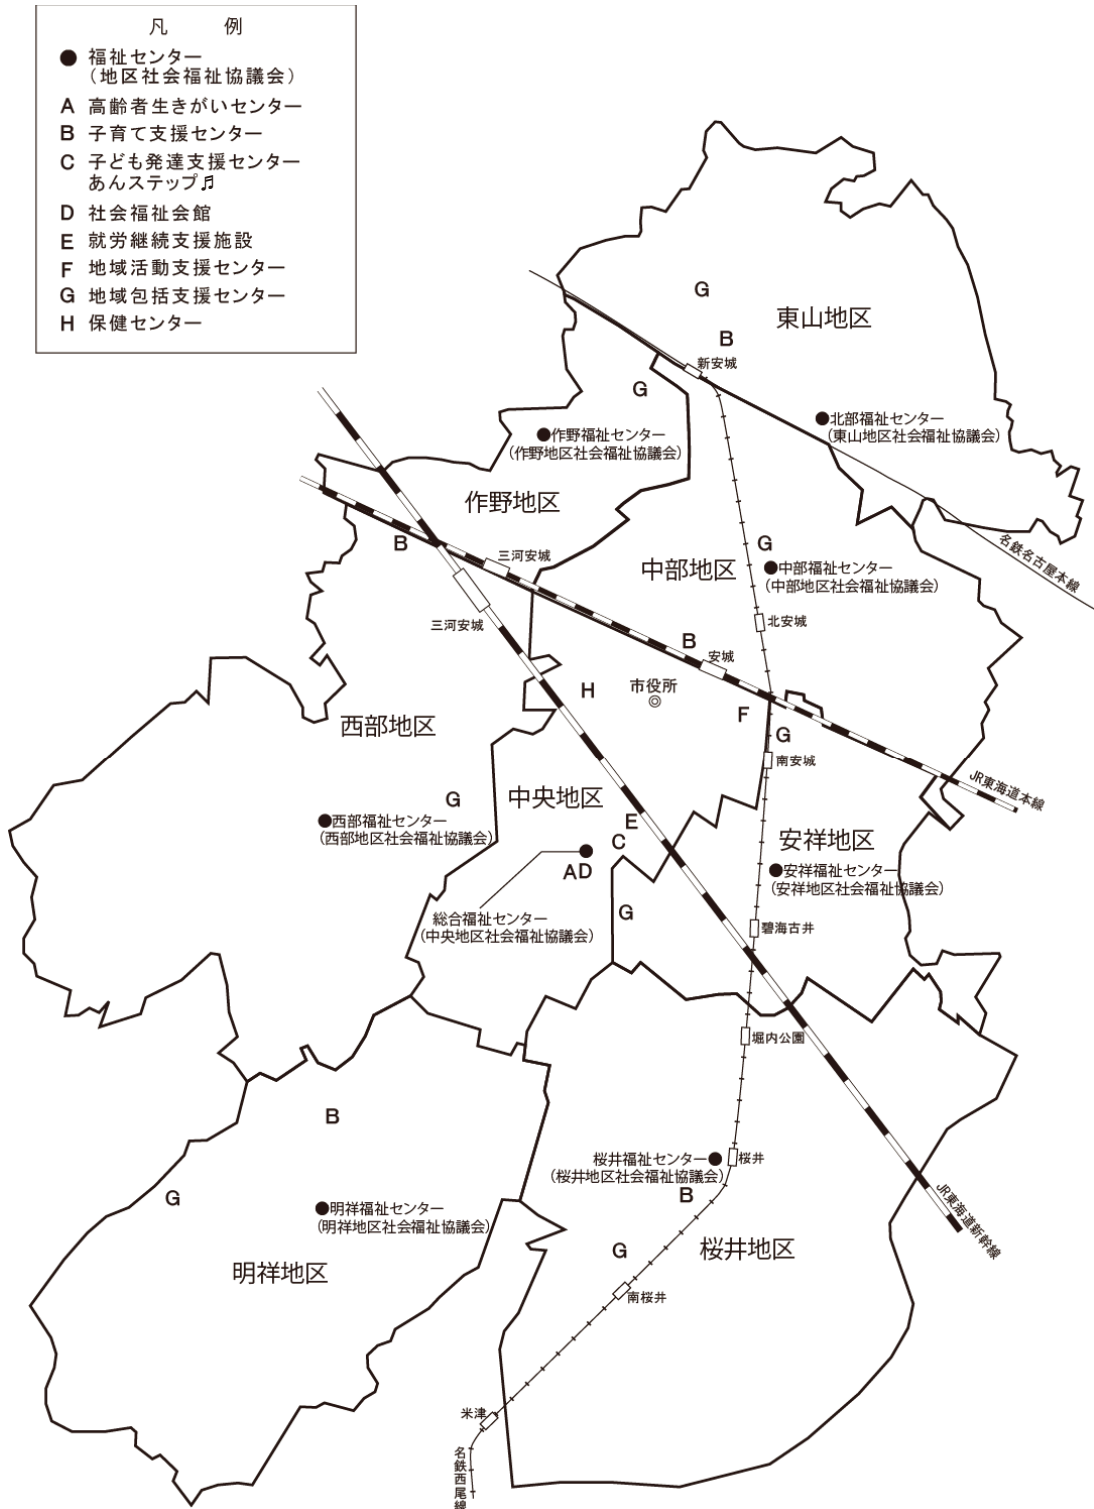 凡　例
● 福祉センター
（地区社会福祉協議会）
A 高齢者生きがいセンター
B 子育て支援センター
C 子ども発達支援センター
あんステップ♬
D 社会福祉会館
E 就労継続支援施設
F 地域活動支援センター
G 地域包括支援センター
H 保健センター
G
東山地区
B
新安城
G
●北部福祉センター
(東山地区社会福祉協議会)
●作野福祉センター
(作野地区社会福祉協議会)
作野地区
名鉄名古屋本線
B
三河安城
G
中部地区
●中部福祉センター
(中部地区社会福祉協議会)
三河安城
北安城
B
安城
H
市役所
◎
F
G
西部地区
南安城
JR東海道本線
中央地区
G
●西部福祉センター
(西部地区社会福祉協議会)
E
C
安祥地区
●
AD
●安祥福祉センター
(安祥地区社会福祉協議会)
総合福祉センター
(中央地区社会福祉協議会)
G
碧海古井
堀内公園
B
桜井福祉センター●
(桜井地区社会福祉協議会)
桜井
G
B
●明祥福祉センター
(明祥地区社会福祉協議会)
JR東海道新幹線
G
桜井地区
明祥地区
南桜井
米津
名鉄西尾線